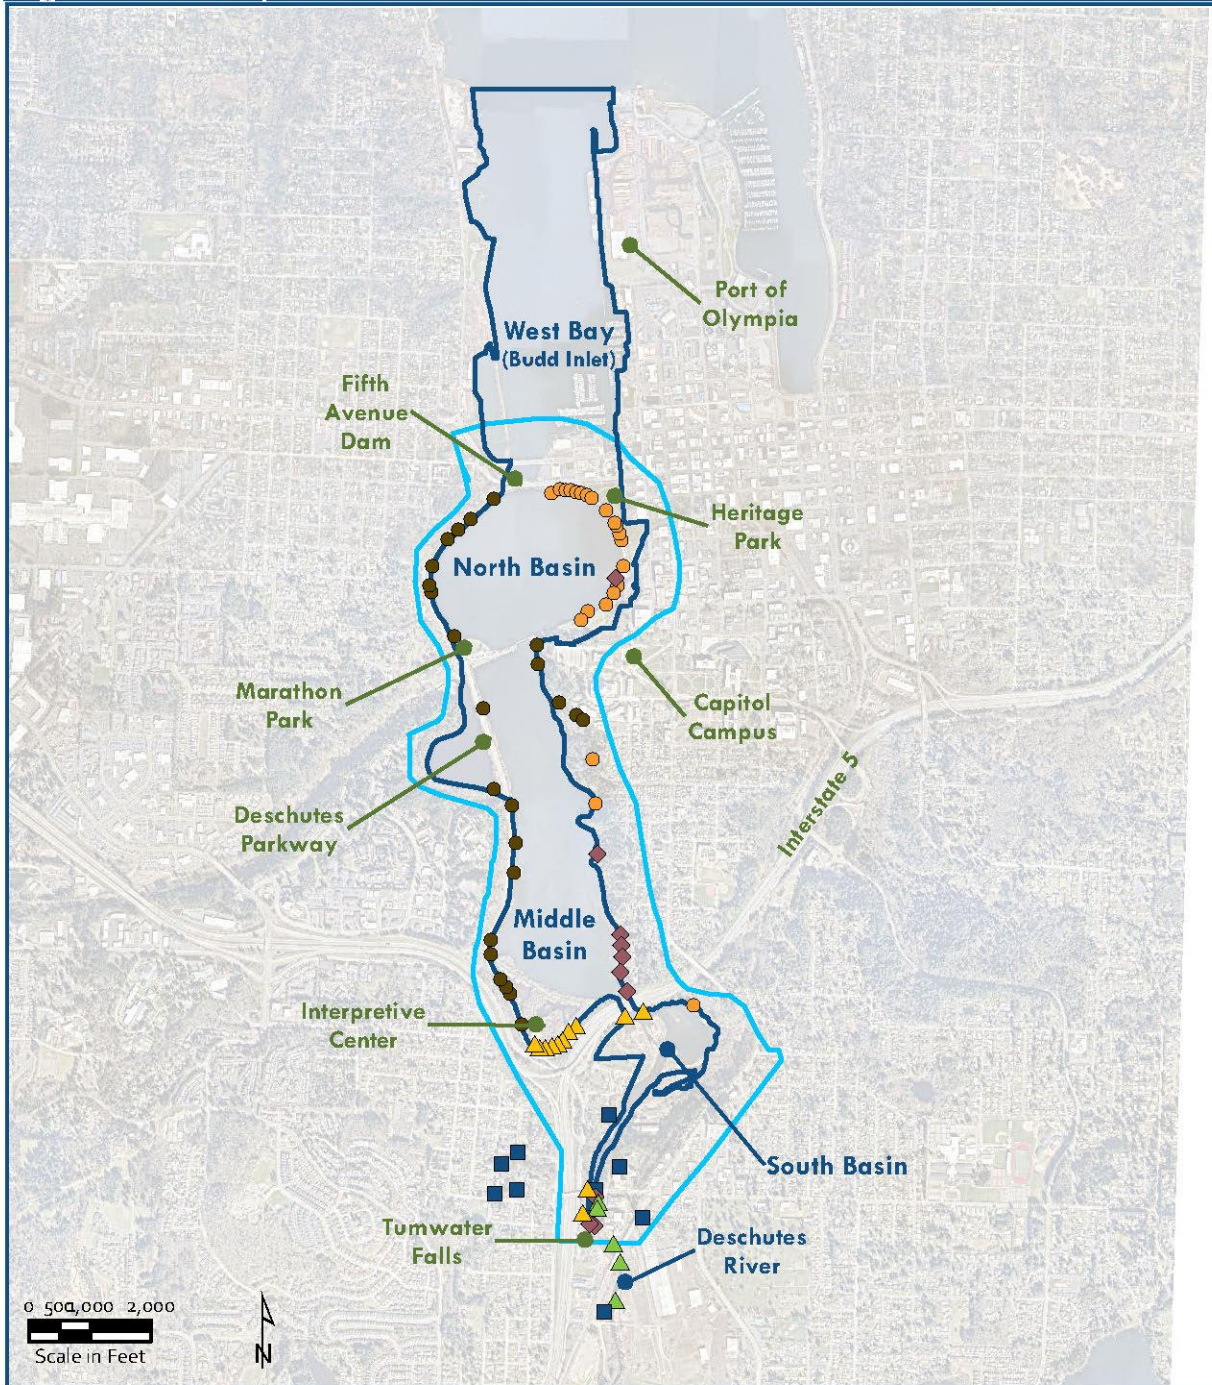 Port of
Olympia
West Bay
(Budd Inlet)
Fifth
Avenue
Dam
Heritage
Park
North Basin
Marathon
Park
Capitol
Campus
Deschutes
Parkway
Interstate 5
Middle
Basin
Interpretive
Center
South Basin
Tumwater
Falls
Deschutes
River
0 500 1,000 2,000
Scale in Feet
N